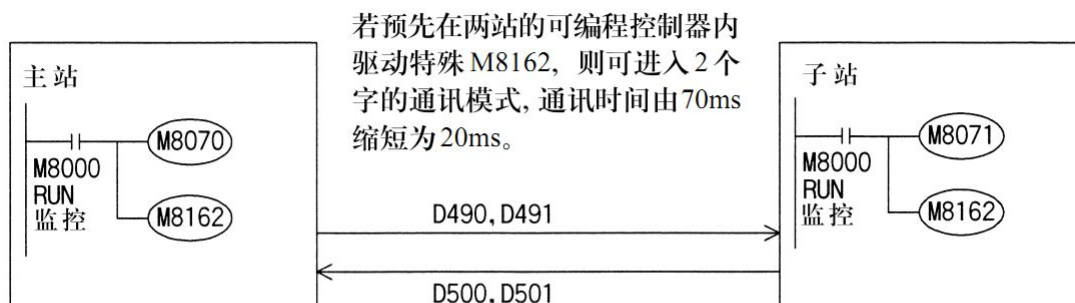 若预先在两站的可编程控制器内
驱动特殊M8162, 则可进入2个
字的通讯模式, 通讯时间由70ms
缩短为20ms。
主站
M8070
M8000
RUN
监控
M8162
D490, D491
D500, D501
子站
M8071
M8000
RUN
监控
M8162